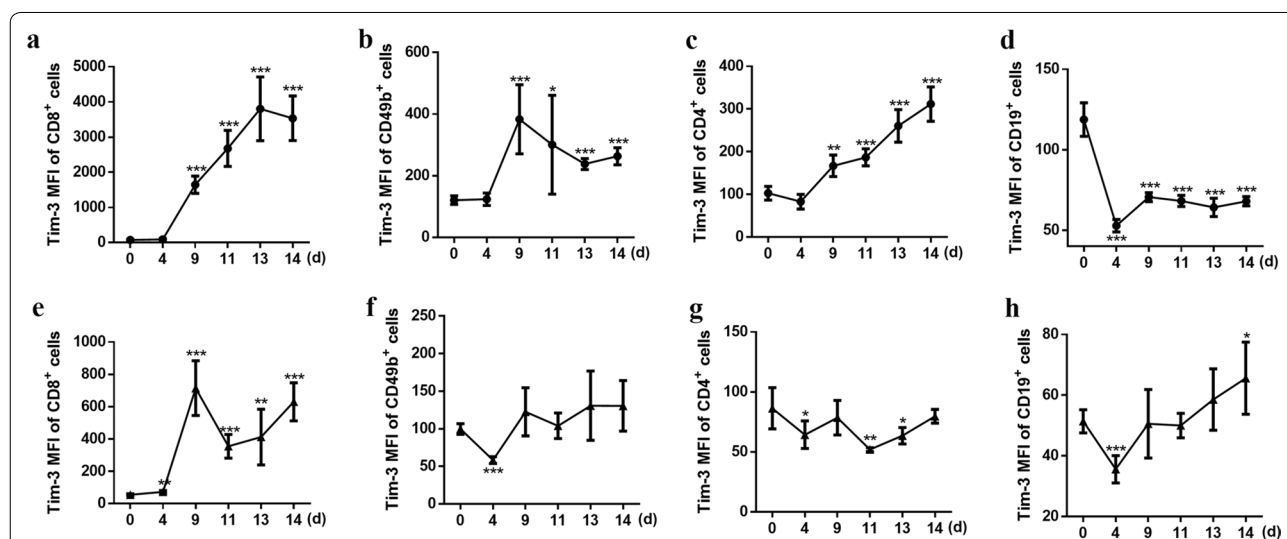 a
Tim-3 MFI of CD8+ cells
5000
4000
3000
2000
1000
0
***
***
***
***
0 4 9 11 13 14 (d)
b
Tim-3 MFI of CD49b+ cells
600
400
200
0
***
*
***
***
0 4 9 11 13 14 (d)
c
Tim-3 MFI of CD4+ cells
400
300
200
100
0
**
***
***
***
0 4 9 11 13 14 (d)
d
Tim-3 MFI of CD19+ cells
150
100
50
***
***
***
***
***
0 4 9 11 13 14 (d)
e
Tim-3 MFI of CD8+ cells
1000
800
600
400
200
0
**
***
***
**
***
0 4 9 11 13 14 (d)
f
Tim-3 MFI of CD49b+ cells
250
200
150
100
50
0
***
0 4 9 11 13 14 (d)
g
Tim-3 MFI of CD4+ cells
150
100
50
0
*
**
*
0 4 9 11 13 14 (d)
h
Tim-3 MFI of CD19+ cells
80
60
40
20
***
*
0 4 9 11 13 14 (d)